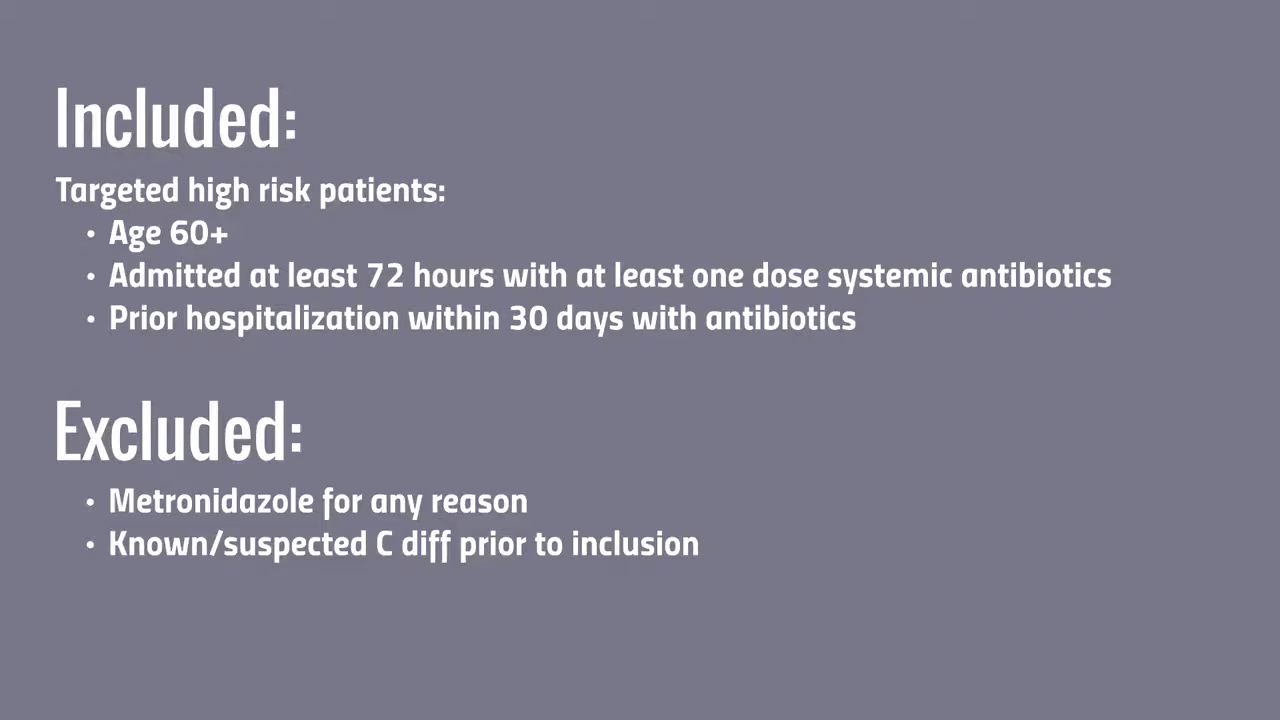 Included:
Targeted high risk patients:
• Age 60+
• Admitted at least 72 hours with at least one dose systemic antibiotics
• Prior hospitalization within 30 days with antibiotics
Excluded:
• Metronidazole for any reason
• Known/suspected C diff prior to inclusion